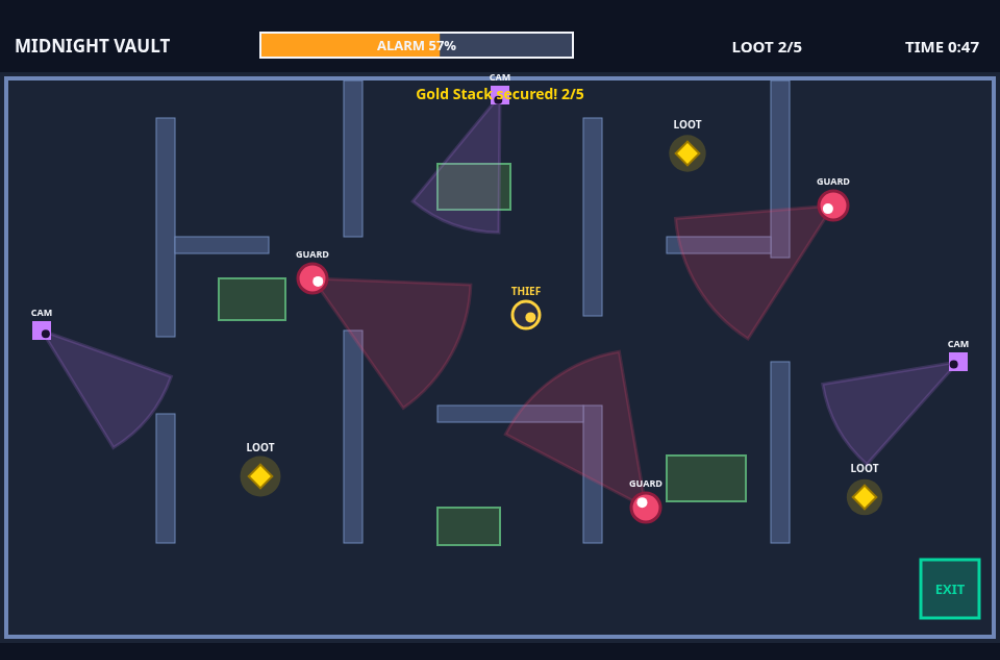 MIDNIGHT VAULT
ALARM 57%
LOOT 2/5
TIME 0:47
CAM
Gold Stack secured! 2/5
LOOT
GUARD
GUARD
THIEF
CAM
CAM
LOOT
LOOT
GUARD
EXIT